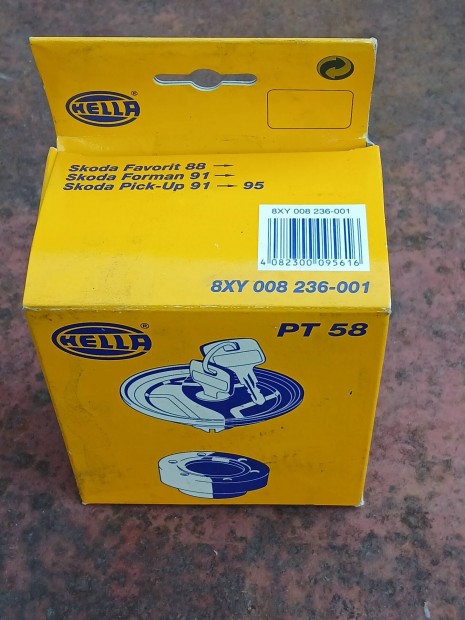 HELLA ®
Skoda Favorit 88 →
Skoda Forman 91 →
Skoda Pick-Up 91 → 95
8XY 008 236-001
4 082300 095616
8XY 008 236-001
HELLA ®
PT 58